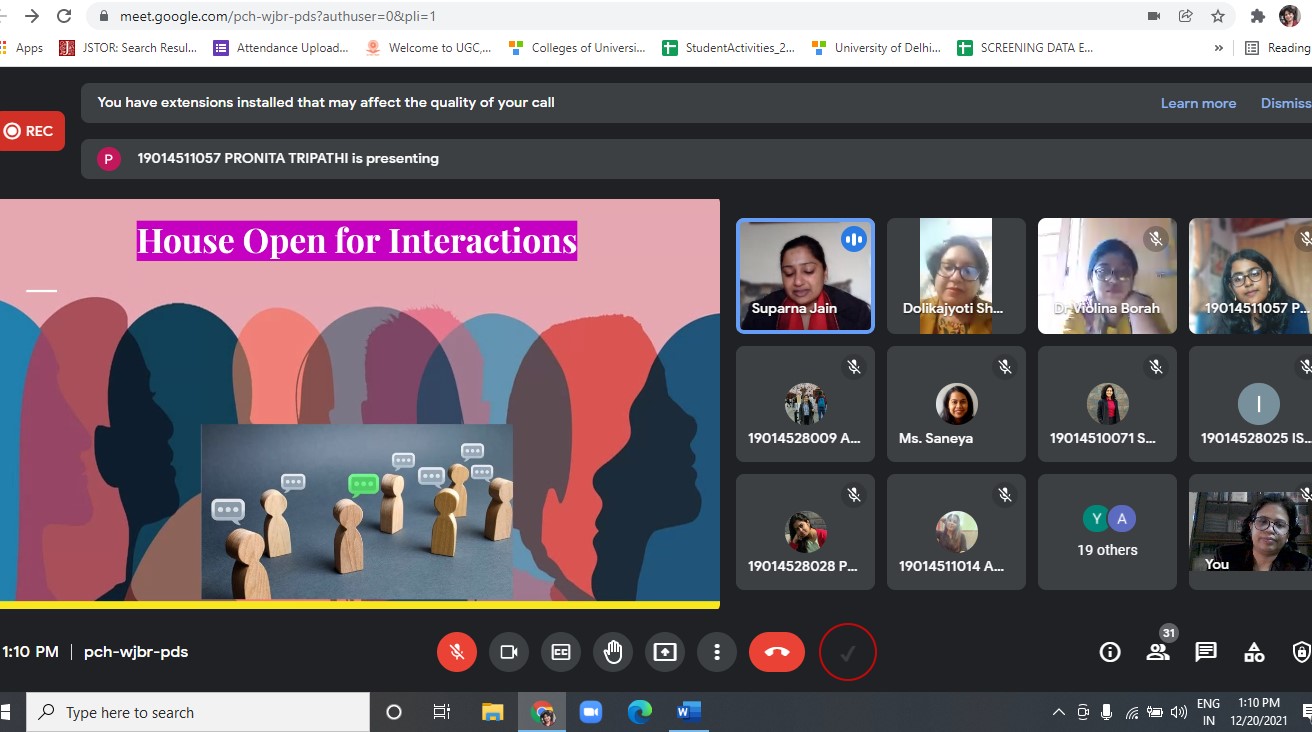 meet.google.com/pch-wjbr-pds?authuser=0&pli=1
Apps JSTOR: Search Resul... Attendance Upload... Welcome to UGC,... Colleges of Universi... StudentActivities_2... University of Delhi... SCREENING DATA E... » Reading
You have extensions installed that may affect the quality of your call Learn more Dismiss
REC
P 19014511057 PRONITA TRIPATHI is presenting
House Open for Interactions
Suparna Jain Dolikajyoti Sh... Dr Violina Borah 19014511057 P...
I
19014528009 A... Ms. Saneya 19014510071 S... 19014528025 IS...
Y A
19 others
19014528028 P... 19014511014 A... You
1:10 PM | pch-wjbr-pds
31
Type here to search
ENG 1:10 PM
IN 12/20/2021